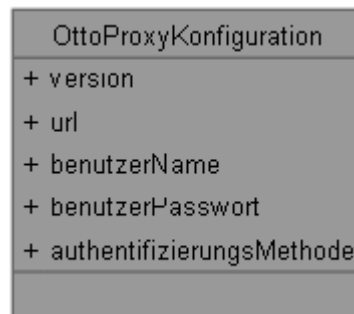 OttoProxyKonfiguration
+ version
+ url
+ benutzerName
+ benutzerPasswort
+ authentifizierungsMethode